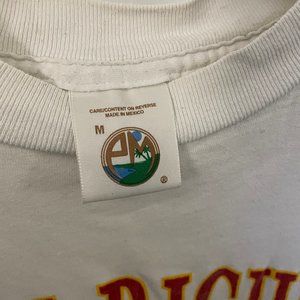 CARE/CONTENT ON REVERSE
MADE IN MEXICO
M
PM
®